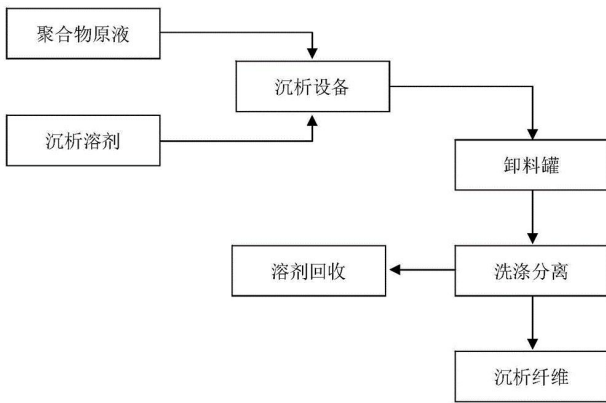 聚合物原液
沉析设备
沉析溶剂
卸料罐
溶剂回收
洗涤分离
沉析纤维